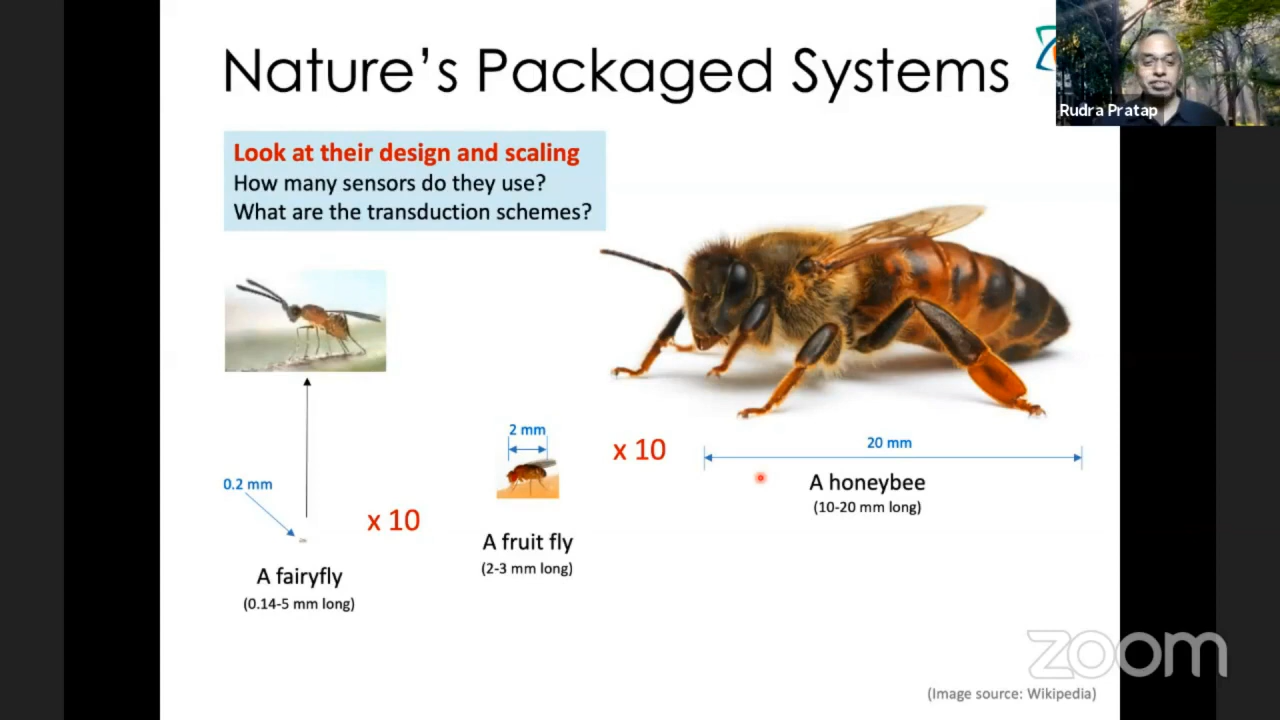 Nature’s Packaged Systems
Rudra Pratap
Look at their design and scaling
How many sensors do they use?
What are the transduction schemes?
2 mm
x 10
20 mm
0.2 mm
x 10
A honeybee
(10-20 mm long)
A fruit fly
(2-3 mm long)
A fairyfly
(0.14-5 mm long)
zoom
(Image source: Wikipedia)